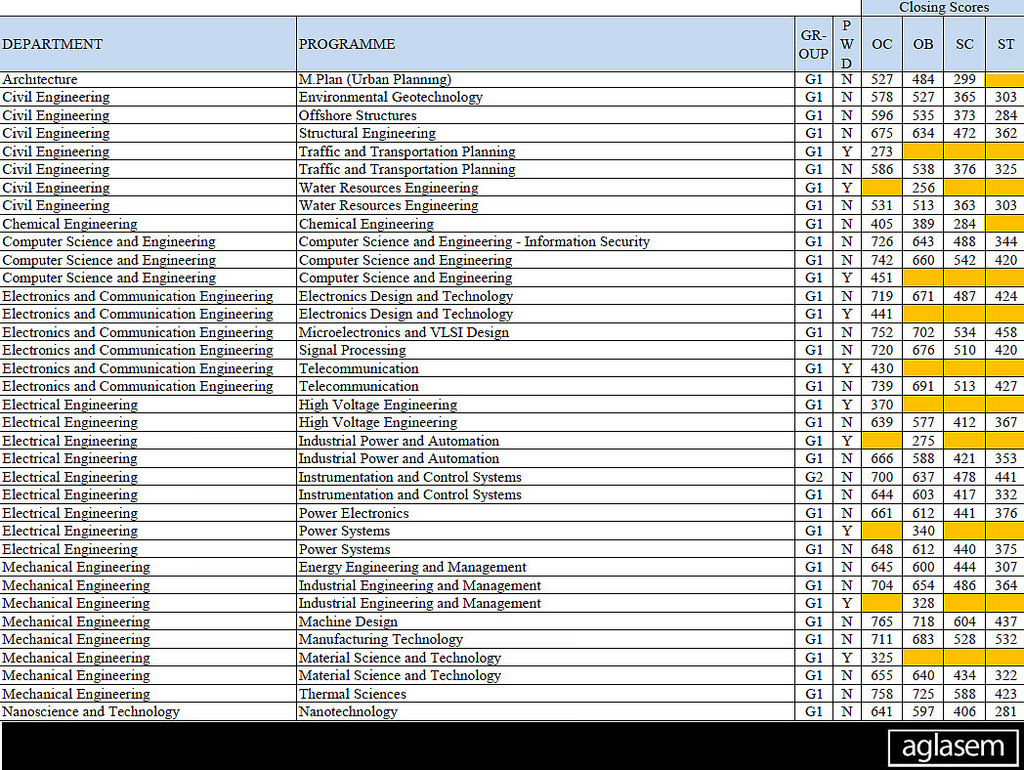 Closing Scores
DEPARTMENT PROGRAMME GR-OUP P W D OC OB SC ST
Architecture M.Plan (Urban Planning) G1 N 527 484 299
Civil Engineering Environmental Geotechnology G1 N 578 527 365 303
Civil Engineering Offshore Structures G1 N 596 535 373 284
Civil Engineering Structural Engineering G1 N 675 634 472 362
Civil Engineering Traffic and Transportation Planning G1 Y 273
Civil Engineering Traffic and Transportation Planning G1 N 586 538 376 325
Civil Engineering Water Resources Engineering G1 Y 256
Civil Engineering Water Resources Engineering G1 N 531 513 363 303
Chemical Engineering Chemical Engineering G1 N 405 389 284
Computer Science and Engineering Computer Science and Engineering - Information Security G1 N 726 643 488 344
Computer Science and Engineering Computer Science and Engineering G1 N 742 660 542 420
Computer Science and Engineering Computer Science and Engineering G1 Y 451
Electronics and Communication Engineering Electronics Design and Technology G1 N 719 671 487 424
Electronics and Communication Engineering Electronics Design and Technology G1 Y 441
Electronics and Communication Engineering Microelectronics and VLSI Design G1 N 752 702 534 458
Electronics and Communication Engineering Signal Processing G1 N 720 676 510 420
Electronics and Communication Engineering Telecommunication G1 Y 430
Electronics and Communication Engineering Telecommunication G1 N 739 691 513 427
Electrical Engineering High Voltage Engineering G1 Y 370
Electrical Engineering High Voltage Engineering G1 N 639 577 412 367
Electrical Engineering Industrial Power and Automation G1 Y 275
Electrical Engineering Industrial Power and Automation G1 N 666 588 421 353
Electrical Engineering Instrumentation and Control Systems G2 N 700 637 478 441
Electrical Engineering Instrumentation and Control Systems G1 N 644 603 417 332
Electrical Engineering Power Electronics G1 N 661 612 441 376
Electrical Engineering Power Systems G1 Y 340
Electrical Engineering Power Systems G1 N 648 612 440 375
Mechanical Engineering Energy Engineering and Management G1 N 645 600 444 307
Mechanical Engineering Industrial Engineering and Management G1 N 704 654 486 364
Mechanical Engineering Industrial Engineering and Management G1 Y 328
Mechanical Engineering Machine Design G1 N 765 718 604 437
Mechanical Engineering Manufacturing Technology G1 N 711 683 528 532
Mechanical Engineering Material Science and Technology G1 Y 325
Mechanical Engineering Material Science and Technology G1 N 655 640 434 322
Mechanical Engineering Thermal Sciences G1 N 758 725 588 423
Nanoscience and Technology Nanotechnology G1 N 641 597 406 281
aglasem